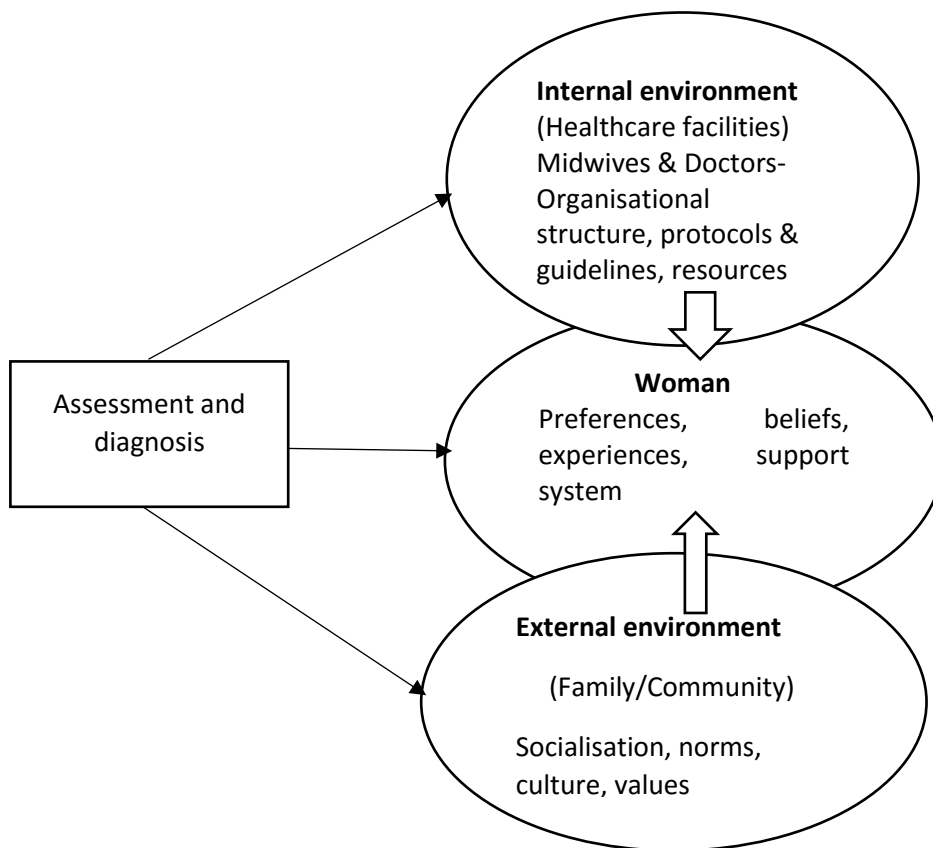 Internal environment
(Healthcare facilities)
Midwives & Doctors-
Organisational
structure, protocols &
guidelines, resources
Assessment and
diagnosis
Woman
Preferences, beliefs,
experiences, support
system
External environment
(Family/Community)
Socialisation, norms,
culture, values